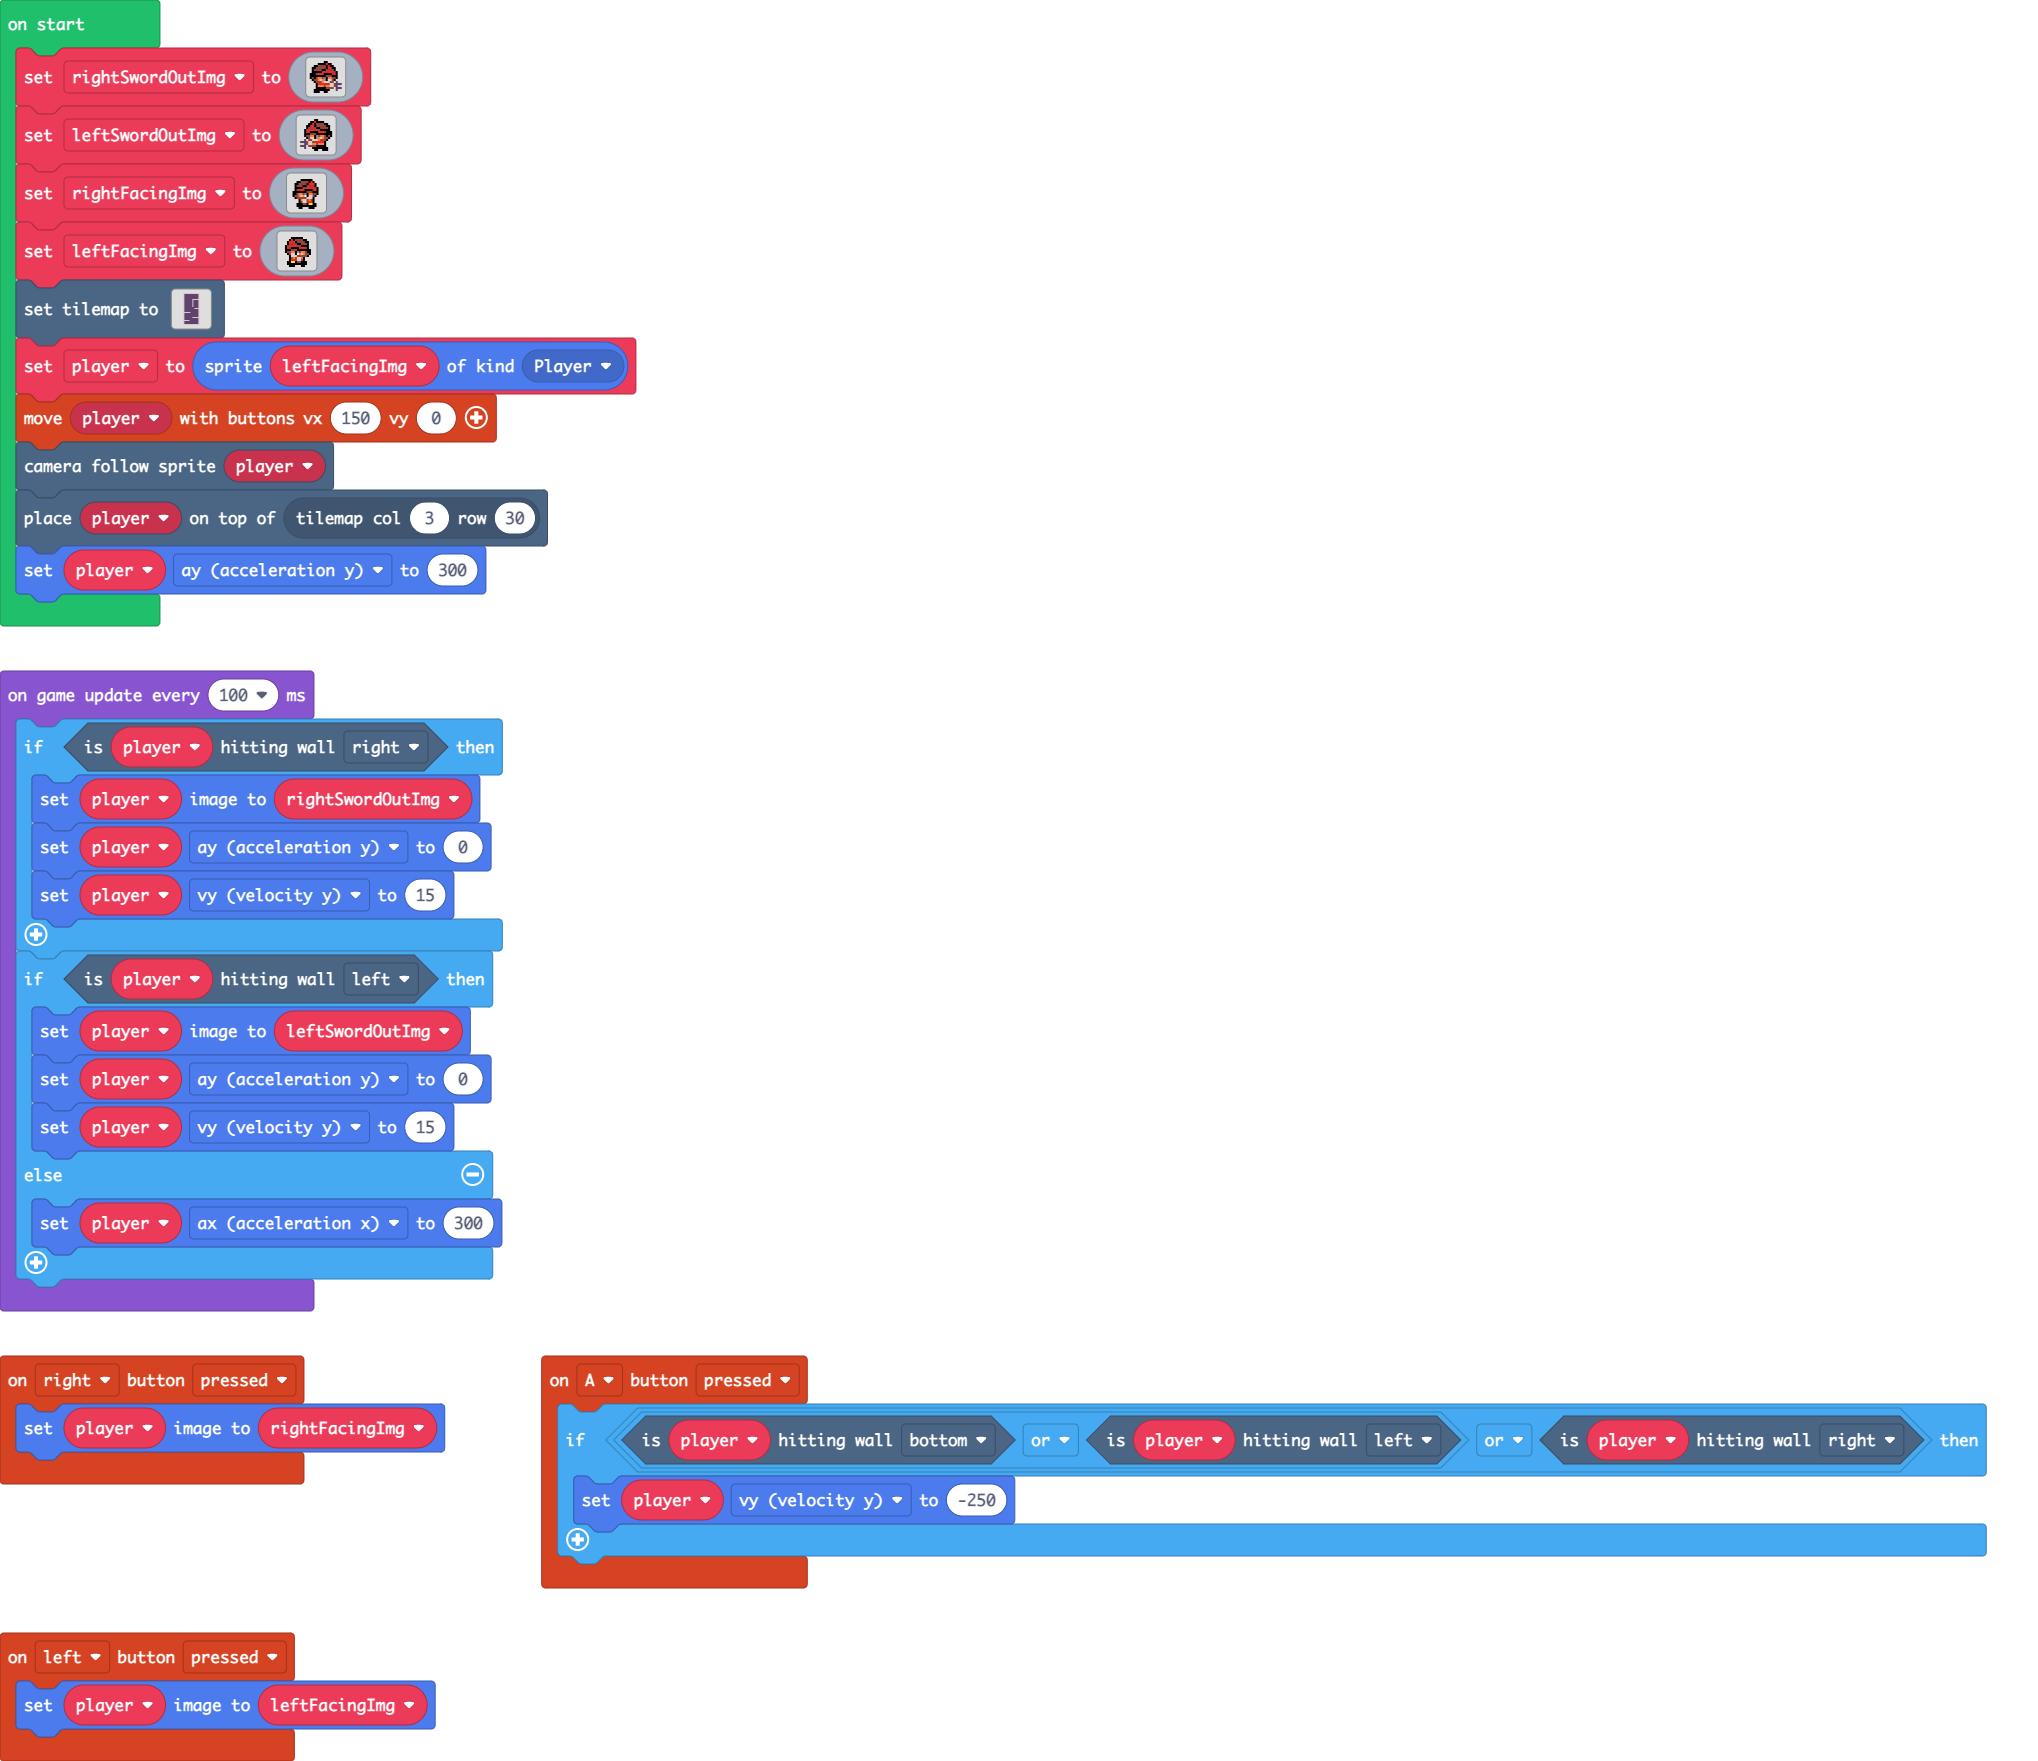 on start
set rightSwordOutImg to
set leftSwordOutImg to
set rightFacingImg to
set leftFacingImg to
set tilemap to
set player to sprite leftFacingImg of kind Player
move player with buttons vx 150 vy 0
camera follow sprite player
place player on top of tilemap col 3 row 30
set player ay (acceleration y) to 300
on game update every 100 ms
if is player hitting wall right then
set player image to rightSwordOutImg
set player ay (acceleration y) to 0
set player vy (velocity y) to 15
if is player hitting wall left then
set player image to leftSwordOutImg
set player ay (acceleration y) to 0
set player vy (velocity y) to 15
else
set player ax (acceleration x) to 300
on right button pressed
set player image to rightFacingImg
on A button pressed
if is player hitting wall bottom or is player hitting wall left or is player hitting wall right then
set player vy (velocity y) to -250
on left button pressed
set player image to leftFacingImg